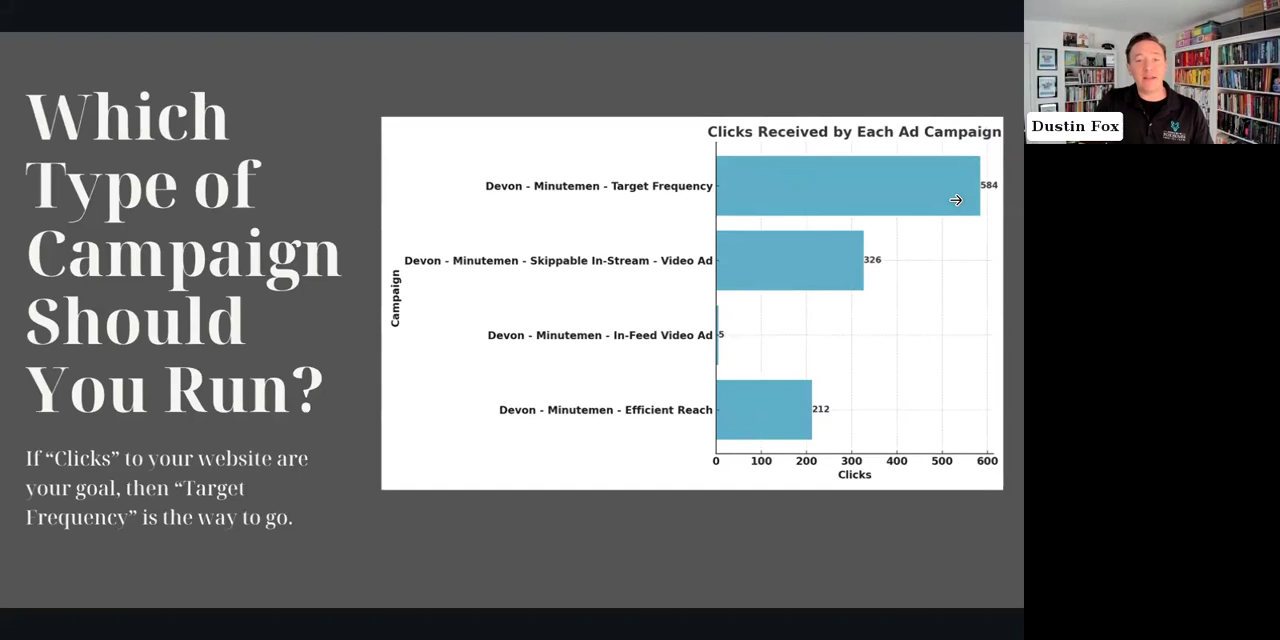 Which
Type of
Campaign
Should
You Run?
If “Clicks” to your website are
your goal, then “Target
Frequency” is the way to go.
Clicks Received by Each Ad Campaign
Campaign
Devon - Minutemen - Target Frequency
584
Devon - Minutemen - Skippable In-Stream - Video Ad
326
Devon - Minutemen - In-Feed Video Ad
5
Devon - Minutemen - Efficient Reach
212
0 100 200 300 400 500 600
Clicks
Dustin Fox